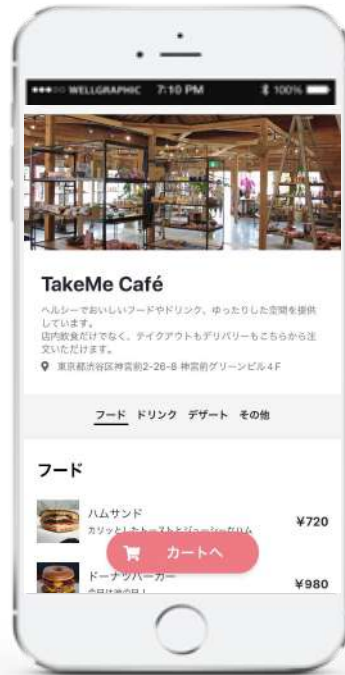 WELLGRAPHIC 7:10 PM 100%
TakeMe Café
ヘルシーでおいしいフードやドリンク、ゆったりした空間を提供
しています。
店内飲食だけでなく、テイクアウトもデリバリーもこちらから注
文いただけます。
東京都渋谷区神宮前2-26-8 神宮前グリーンビル4F
フード ドリンク デザート その他
フード
ハムサンド
カリッとしたトーストとジューシーなハム
¥720
カートへ
ドーナツバーガー
¥980